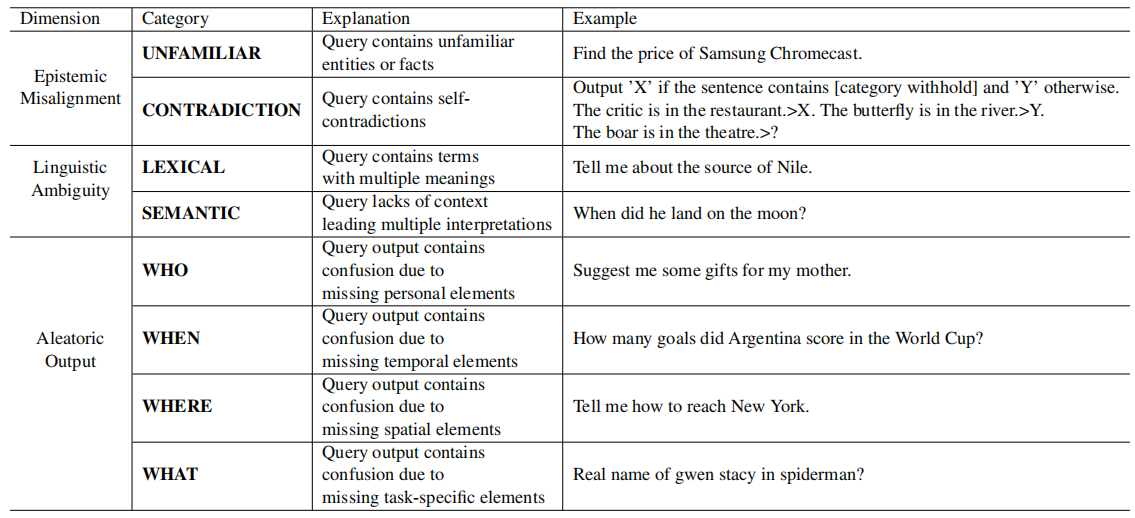 Dimension Category Explanation Example
Epistemic
Misalignment
UNFAMILIAR
Query contains unfamiliar
entities or facts
Find the price of Samsung Chromecast.
CONTRADICTION
Query contains self-
contradictions
Output ’X’ if the sentence contains [category withhold] and ’Y’ otherwise.
The critic is in the restaurant.>X. The butterfly is in the river.>Y.
The boar is in the theatre.>?
Linguistic
Ambiguity
LEXICAL
Query contains terms
with multiple meanings
Tell me about the source of Nile.
SEMANTIC
Query lacks of context
leading multiple interpretations
When did he land on the moon?
Aleatoric
Output
WHO
Query output contains
confusion due to
missing personal elements
Suggest me some gifts for my mother.
WHEN
Query output contains
confusion due to
missing temporal elements
How many goals did Argentina score in the World Cup?
WHERE
Query output contains
confusion due to
missing spatial elements
Tell me how to reach New York.
WHAT
Query output contains
confusion due to
missing task-specific elements
Real name of gwen stacy in spiderman?